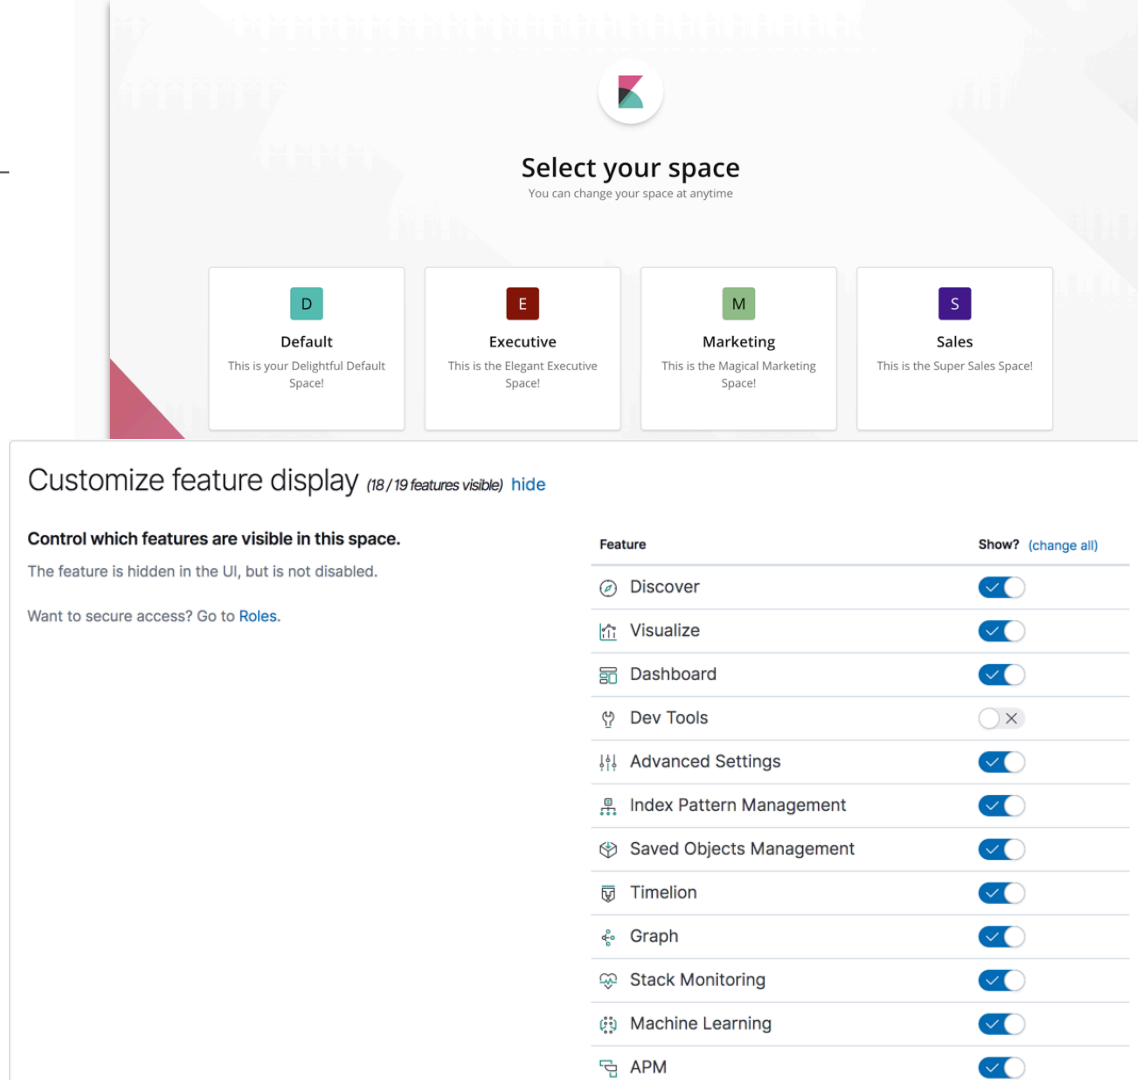 Select your space
You can change your space at anytime
D
E
M
S
Default
Executive
Marketing
Sales
This is your Delightful Default
Space!
This is the Elegant Executive
Space!
This is the Magical Marketing
Space!
This is the Super Sales Space!
Customize feature display (18 / 19 features visible) hide
Control which features are visible in this space.
The feature is hidden in the UI, but is not disabled.
Want to secure access? Go to Roles.
Feature Show? (change all)
Discover
Visualize
Dashboard
Dev Tools
Advanced Settings
Index Pattern Management
Saved Objects Management
Timelion
Graph
Stack Monitoring
Machine Learning
APM